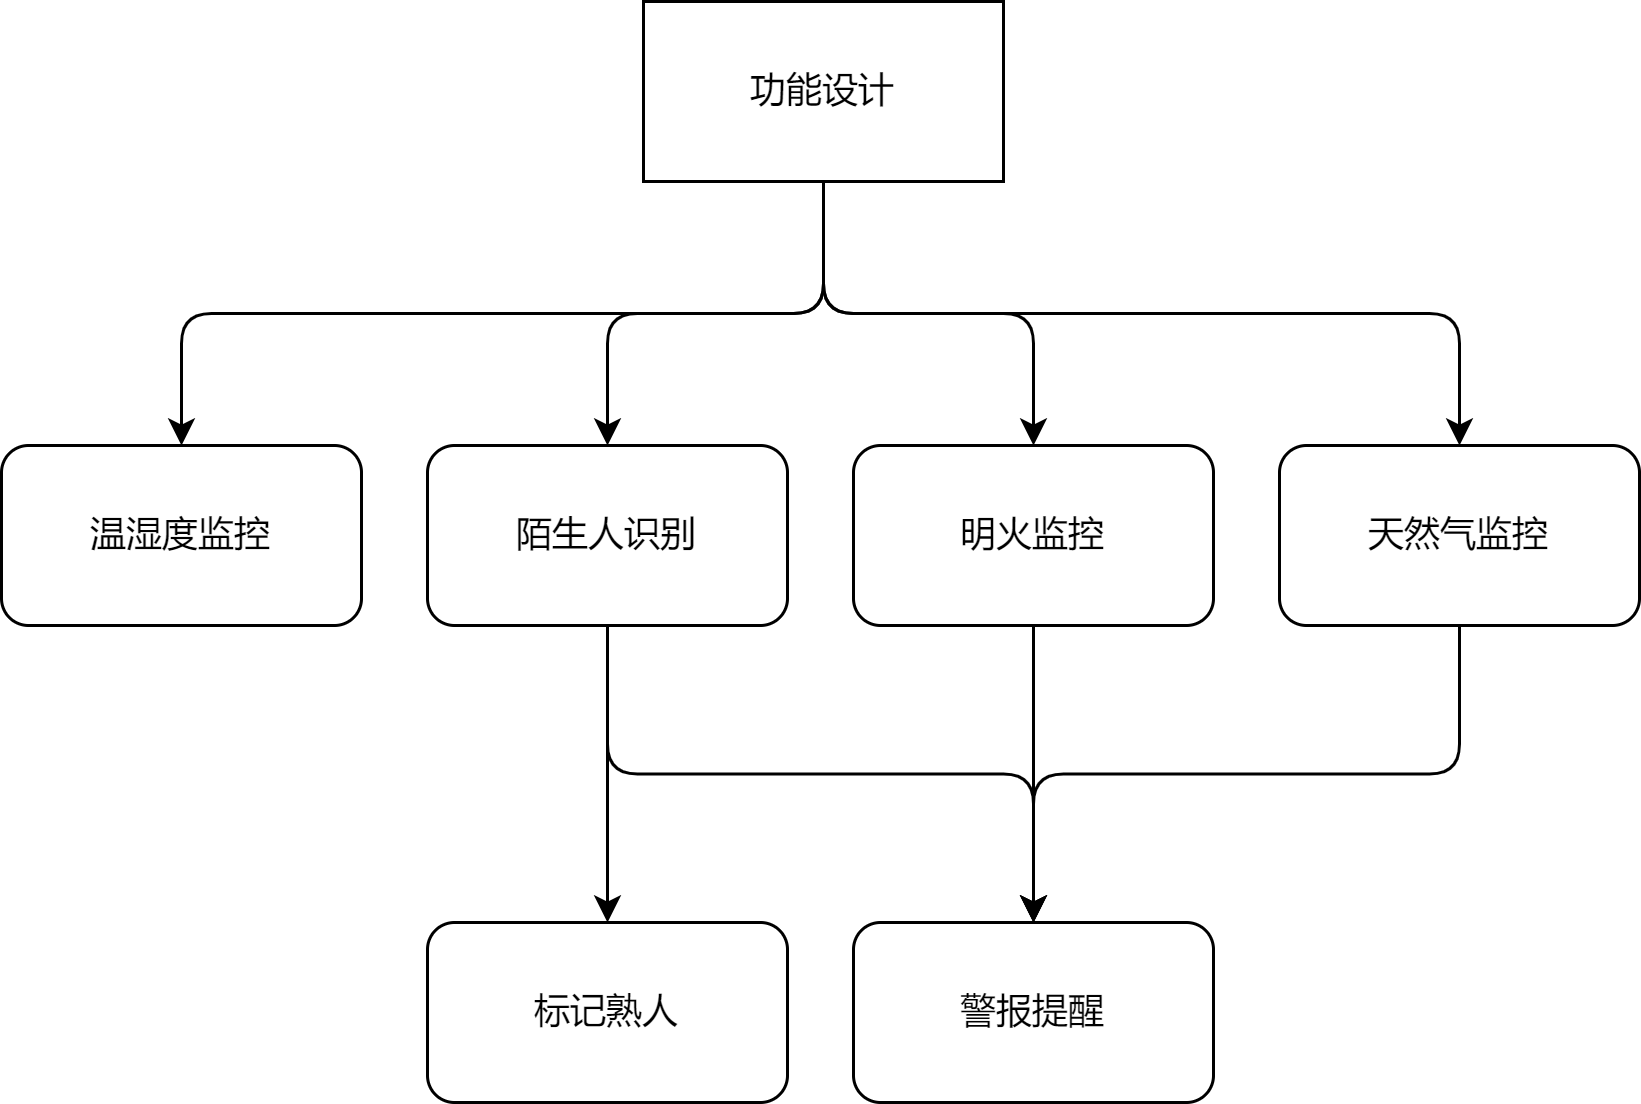 功能设计
温湿度监控
陌生人识别
明火监控
天然气监控
标记熟人
警报提醒